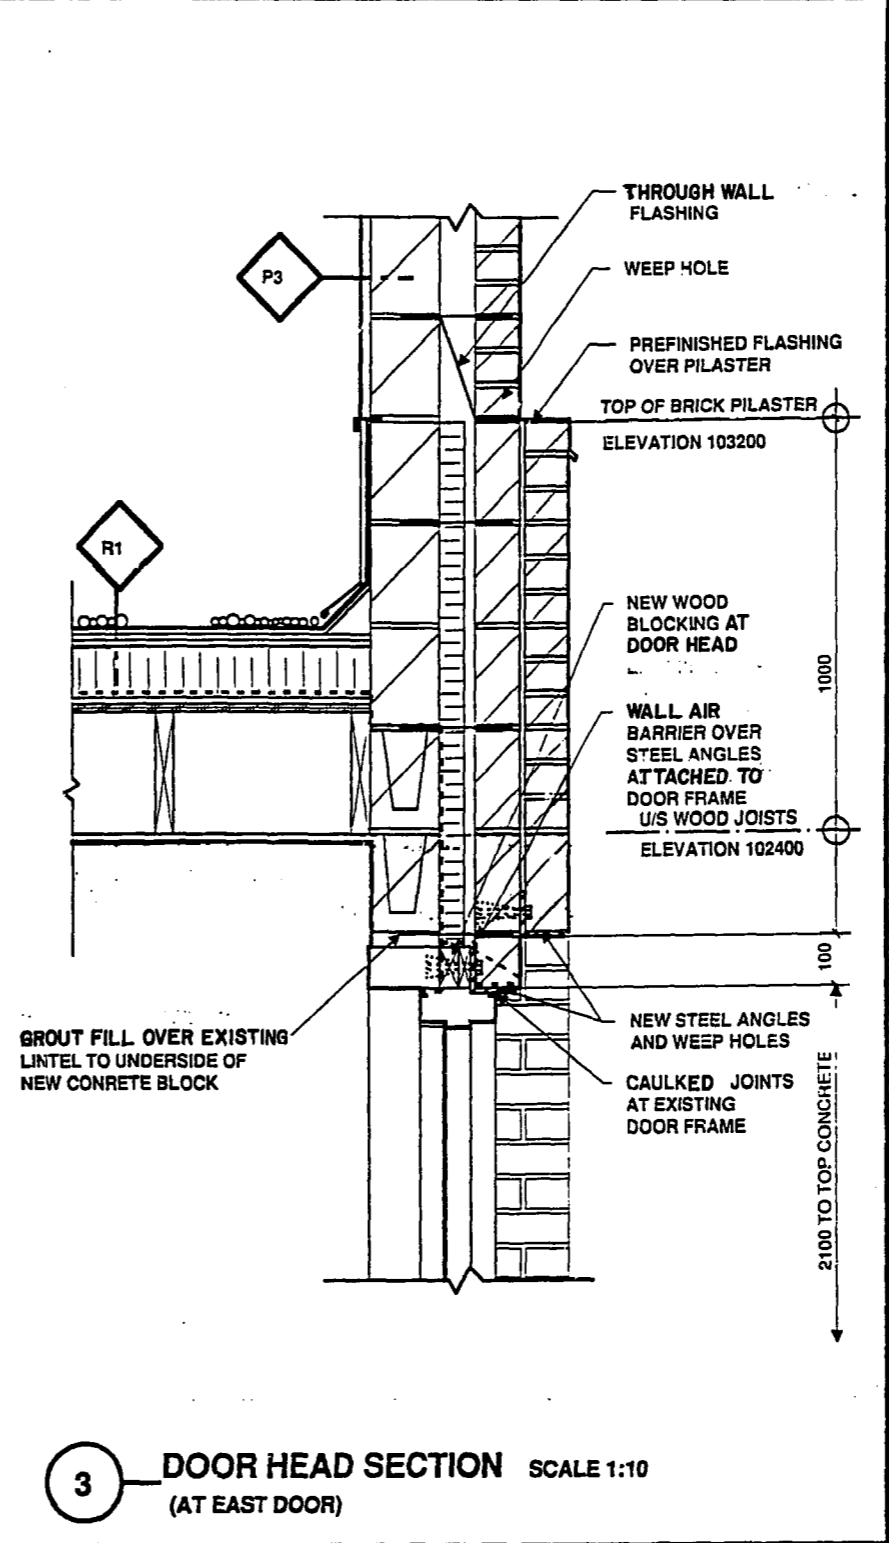 THROUGH WALL
FLASHING
P3
WEEP HOLE
PREFINISHED FLASHING
OVER PILASTER
TOP OF BRICK PILASTER
ELEVATION 103200
R1
NEW WOOD
BLOCKING AT
DOOR HEAD
1000
WALL AIR
BARRIER OVER
STEEL ANGLES
ATTACHED TO
DOOR FRAME
U/S WOOD JOISTS
ELEVATION 102400
100
GROUT FILL OVER EXISTING
LINTEL TO UNDERSIDE OF
NEW CONRETE BLOCK
NEW STEEL ANGLES
AND WEEP HOLES
CAULKED JOINTS
AT EXISTING
DOOR FRAME
2100 TO TOP CONCRETE
3
DOOR HEAD SECTION SCALE 1:10
(AT EAST DOOR)